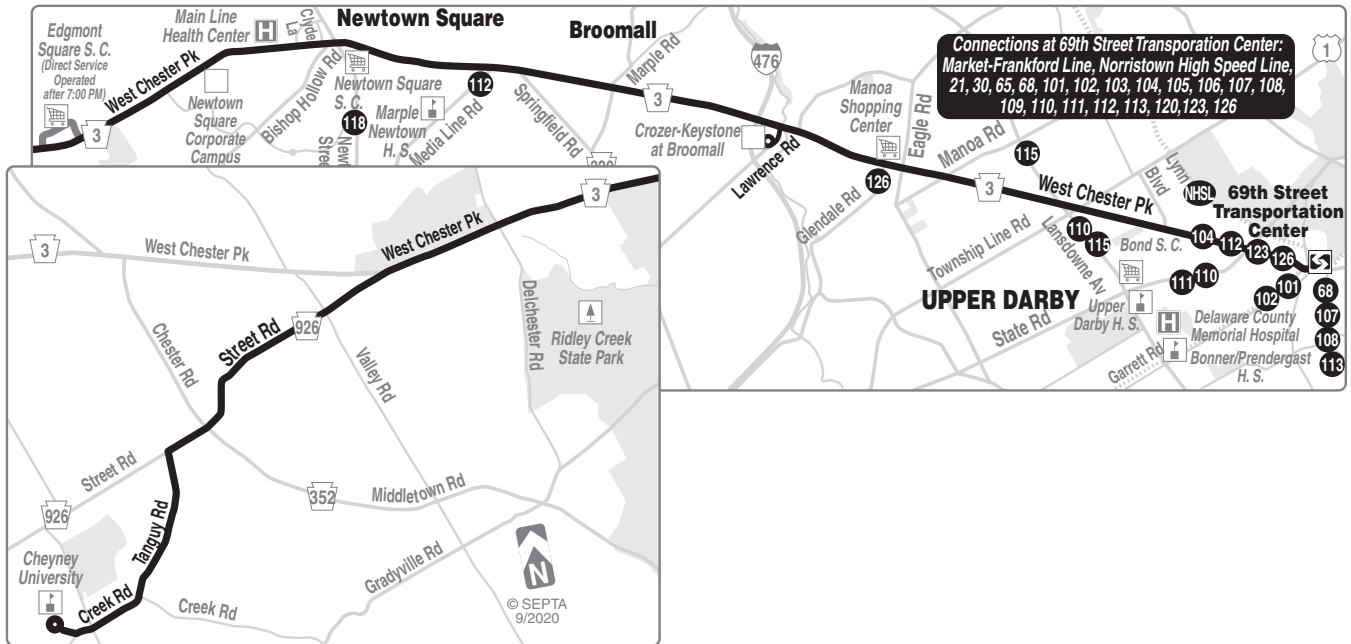 Edgmont
Square S. C.
(Direct Service
Operated
after 7:00 PM)
Main Line
Health Center
H
Clyde
La
Newtown Square
Broomall
Marple Rd
476
Connections at 69th Street Transporation Center:
Market-Frankford Line, Norristown High Speed Line,
21, 30, 65, 68, 101, 102, 103, 104, 105, 106, 107, 108,
109, 110, 111, 112, 113, 120,123, 126
1
West Chester Pk
3
Newtown
Square
Corporate
Campus
Bishop Hollow Rd
Newtown Square
S. C.
118
Marple
Newtown
H. S.
112
Media Line Rd
Springfield Rd
3
Crozer-Keystone
at Broomall
Lawrence Rd
Manoa
Shopping
Center
Eagle Rd
Manoa Rd
126
Glendale Rd
115
3
West Chester Pk
Lynn
Blvd
NHSL
69th Street
Transportation
Center
Township Line Rd
Lansdowne Av
110
115
Bond S. C.
104
112
123
126
UPPER DARBY
State Rd
Upper
Darby H. S.
H
111
110
102
101
68
107
108
113
Delaware County
Memorial Hospital
Garrett Rd
Bonner/Prendergast
H. S.
3
West Chester Pk
West Chester Pk
3
Chester Rd
Street Rd
926
Valley Rd
Delchester Rd
Ridley Creek
State Park
Street Rd
926
Tanguy Rd
352
Middletown Rd
Cheyney
University
Creek Rd
Creek Rd
Gradyville Rd
N
© SEPTA
9/2020